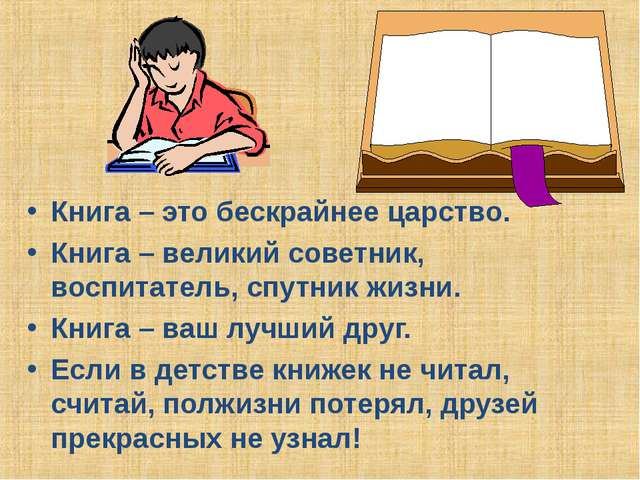 • Книга – это бескрайнее царство.
• Книга – великий советник,
воспитатель, спутник жизни.
• Книга – ваш лучший друг.
• Если в детстве книжек не читал,
считай, полжизни потерял, друзей
прекрасных не узнал!